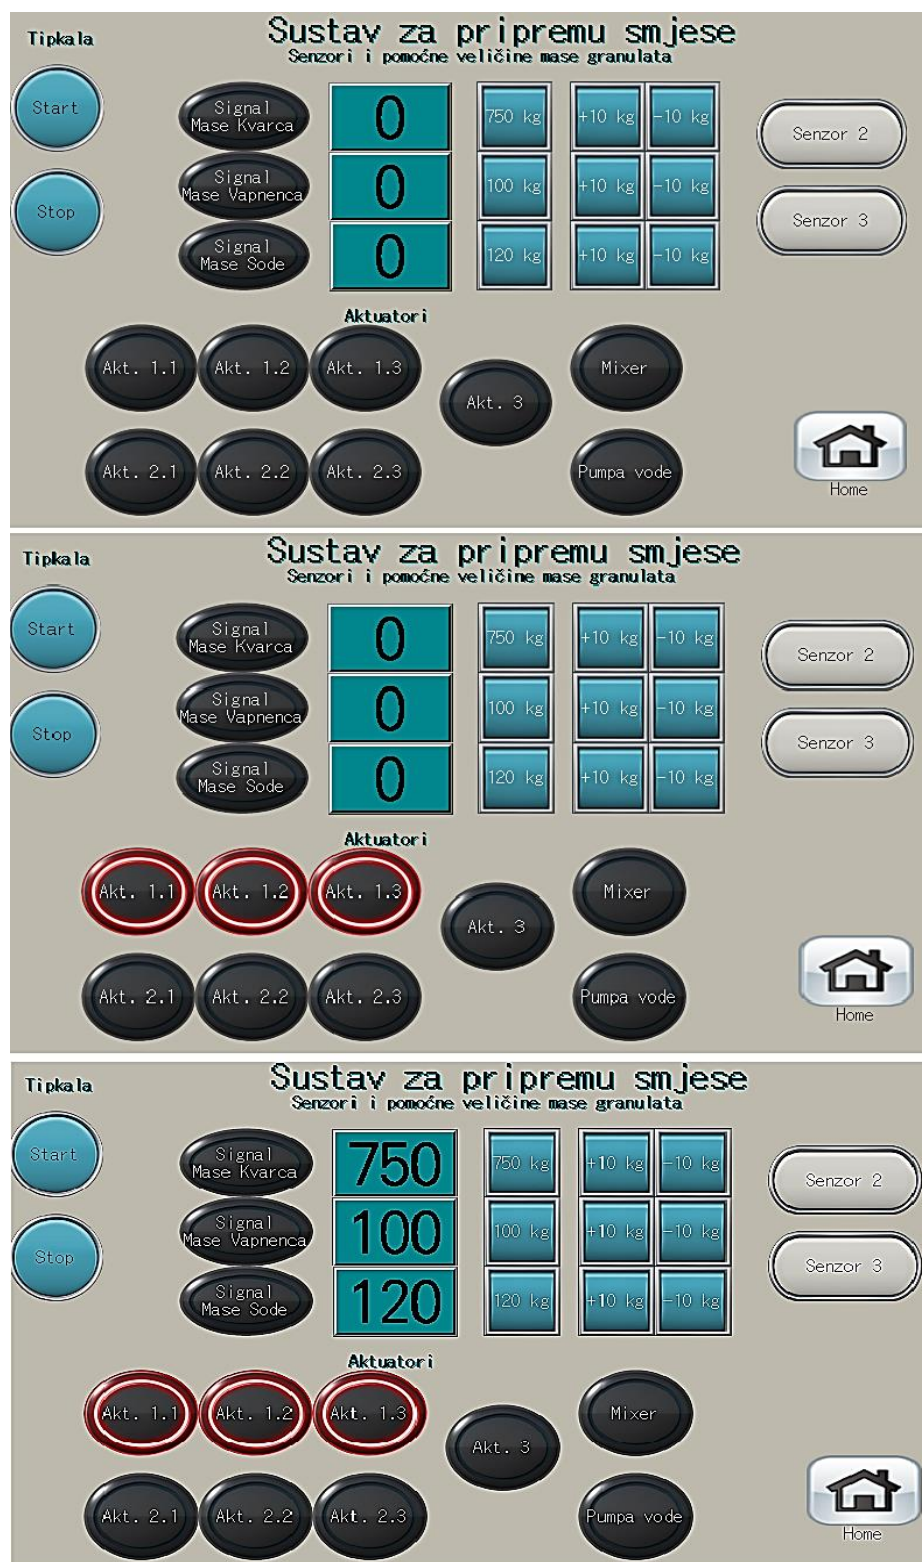 Sustav za pripremu smjese
Tipkala
Senzori i pomoćne veličine mase granulata
Start
Signal
Mase Kvarca
0
750 kg
+10 kg
-10 kg
Senzor 2
Stop
Signal
Mase Vapnenca
0
100 kg
+10 kg
-10 kg
Senzor 3
Signal
Mase Sode
0
120 kg
+10 kg
-10 kg
Aktuatori
Akt. 1.1
Akt. 1.2
Akt. 1.3
Akt. 3
Mixer
Akt. 2.1
Akt. 2.2
Akt. 2.3
Pumpa vode
Home
Sustav za pripremu smjese
Tipkala
Senzori i pomoćne veličine mase granulata
Start
Signal
Mase Kvarca
0
750 kg
+10 kg
-10 kg
Senzor 2
Stop
Signal
Mase Vapnenca
0
100 kg
+10 kg
-10 kg
Senzor 3
Signal
Mase Sode
0
120 kg
+10 kg
-10 kg
Aktuatori
Akt. 1.1
Akt. 1.2
Akt. 1.3
Akt. 3
Mixer
Akt. 2.1
Akt. 2.2
Akt. 2.3
Pumpa vode
Home
Sustav za pripremu smjese
Tipkala
Senzori i pomoćne veličine mase granulata
Start
Signal
Mase Kvarca
750
750 kg
+10 kg
-10 kg
Senzor 2
Stop
Signal
Mase Vapnenca
100
100 kg
+10 kg
-10 kg
Senzor 3
Signal
Mase Sode
120
120 kg
+10 kg
-10 kg
Aktuatori
Akt. 1.1
Akt. 1.2
Akt. 1.3
Akt. 3
Mixer
Akt. 2.1
Akt. 2.2
Akt. 2.3
Pumpa vode
Home